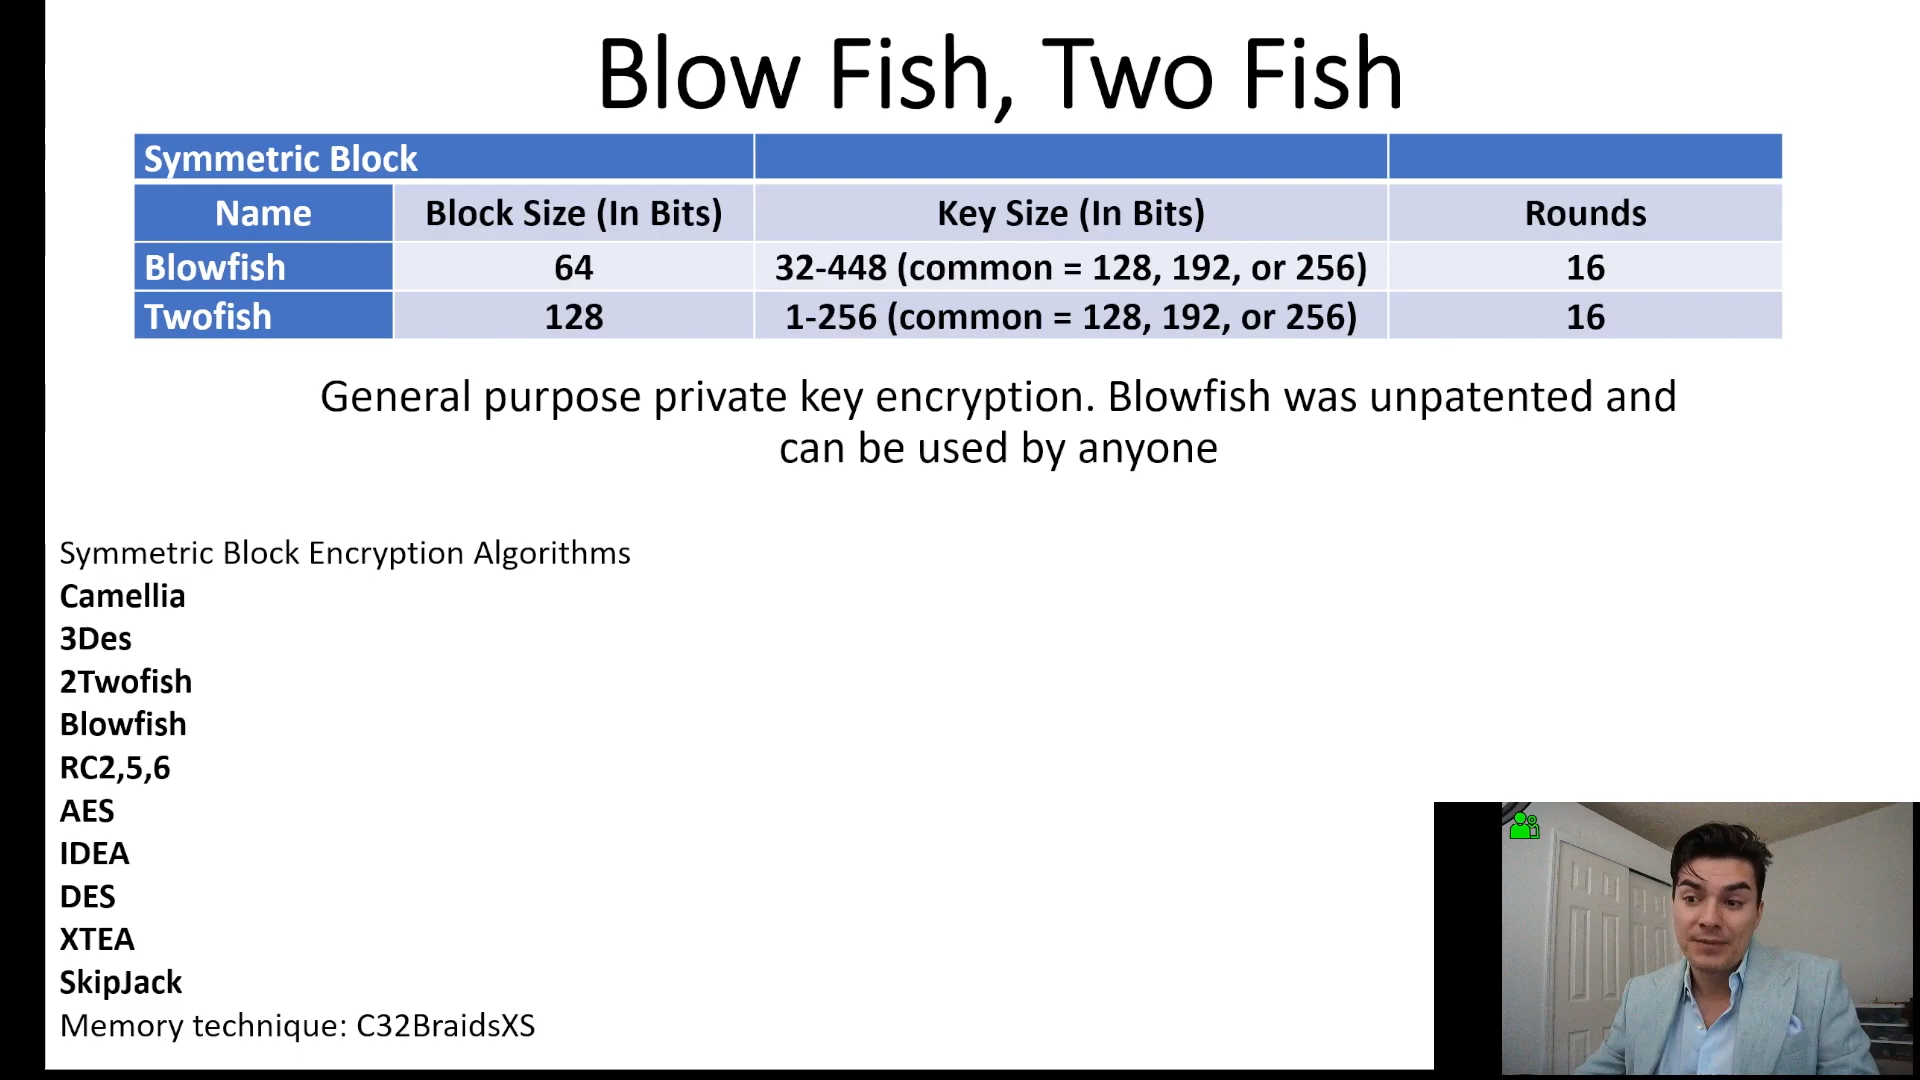 Blow Fish, Two Fish
Symmetric Block
Name Block Size (In Bits) Key Size (In Bits) Rounds
Blowfish 64 32-448 (common = 128, 192, or 256) 16
Twofish 128 1-256 (common = 128, 192, or 256) 16
General purpose private key encryption. Blowfish was unpatented and
can be used by anyone
Symmetric Block Encryption Algorithms
Camellia
3Des
2Twofish
Blowfish
RC2,5,6
AES
IDEA
DES
XTEA
SkipJack
Memory technique: C32BraidsXS